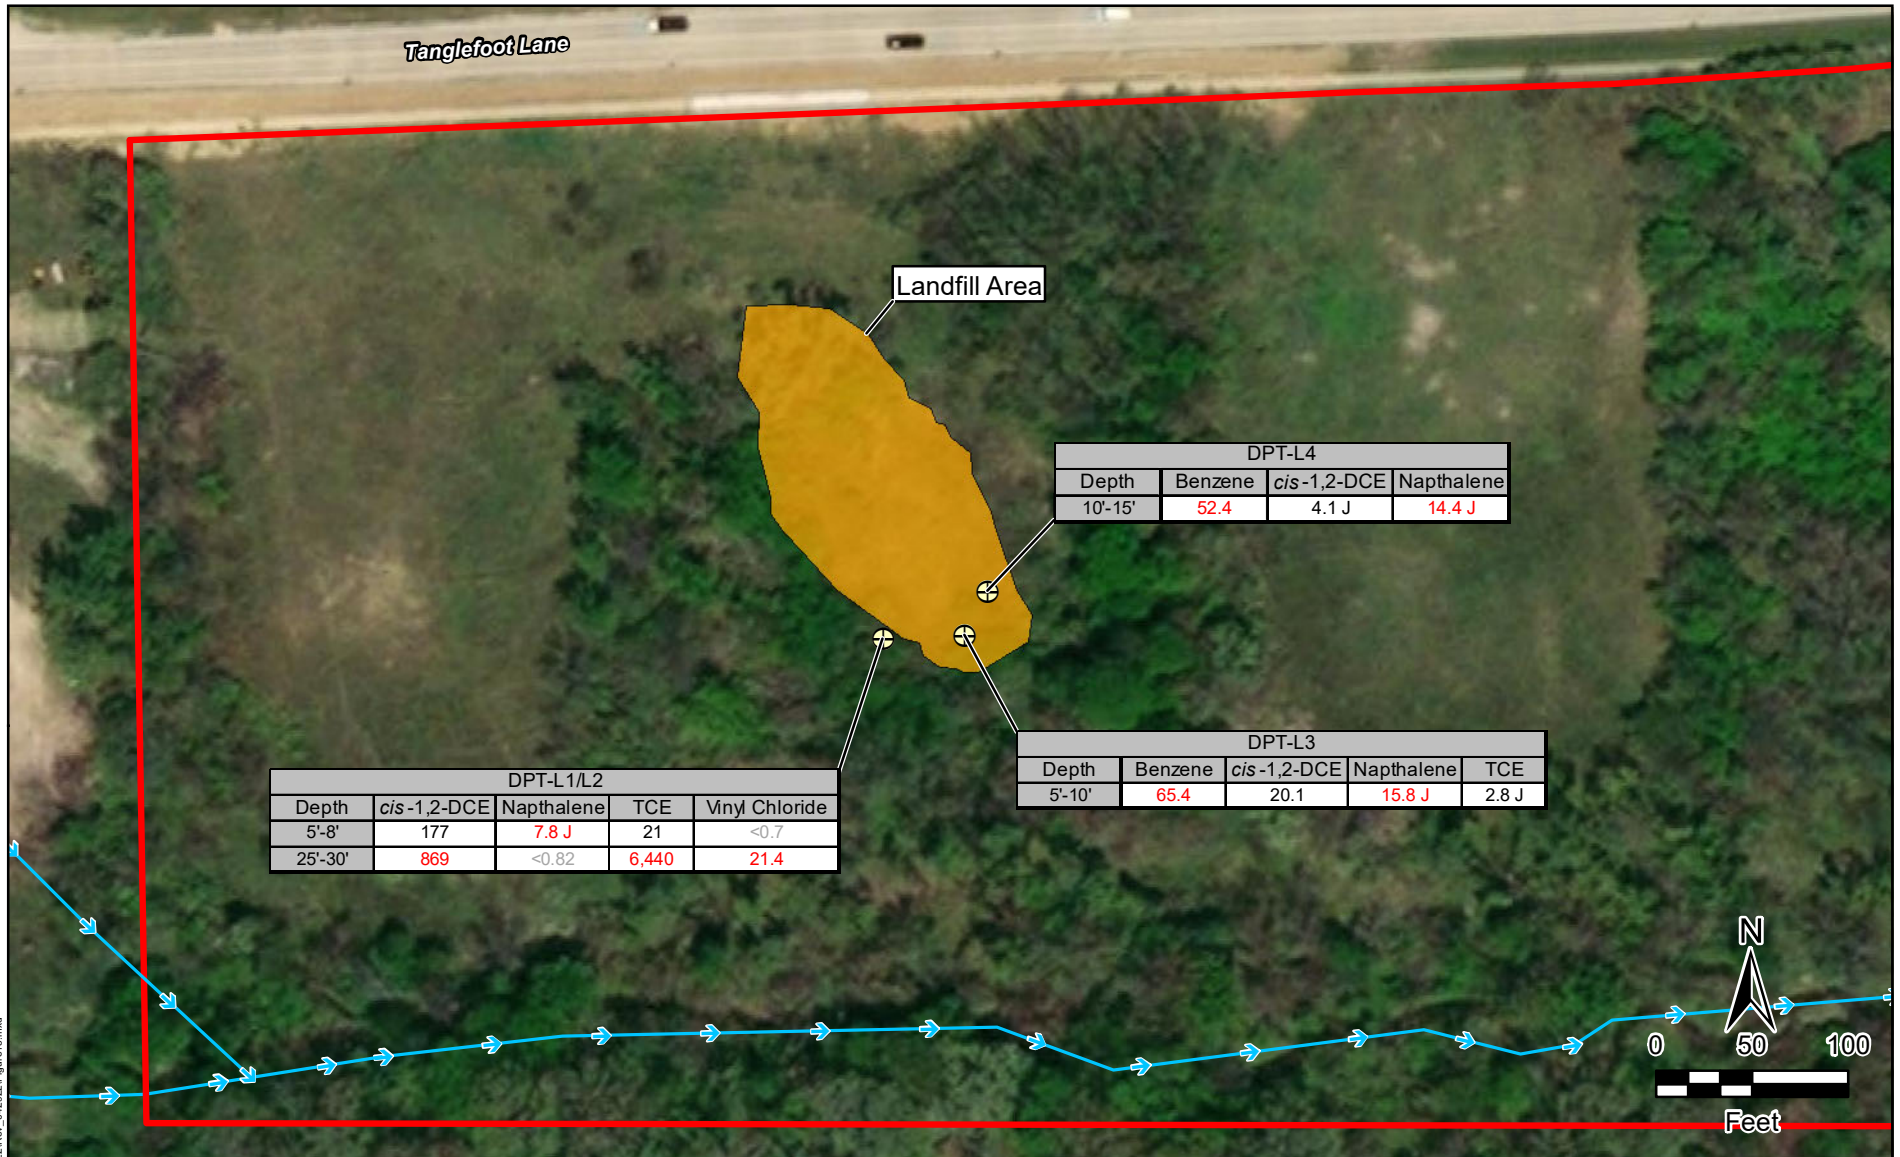 Tanglefoot Lane
Landfill Area
DPT-L4
Depth Benzene cis-1,2-DCE Napthalene
10'-15' 52.4 4.1 J 14.4 J
DPT-L3
Depth Benzene cis-1,2-DCE Napthalene TCE
5'-10' 65.4 20.1 15.8 J 2.8 J
DPT-L1/L2
Depth cis-1,2-DCE Napthalene TCE Vinyl Chloride
5'-8' 177 7.8 J 21 <0.7
25'-30' 869 <0.82 6,440 21.4
N
0 50 100
Feet